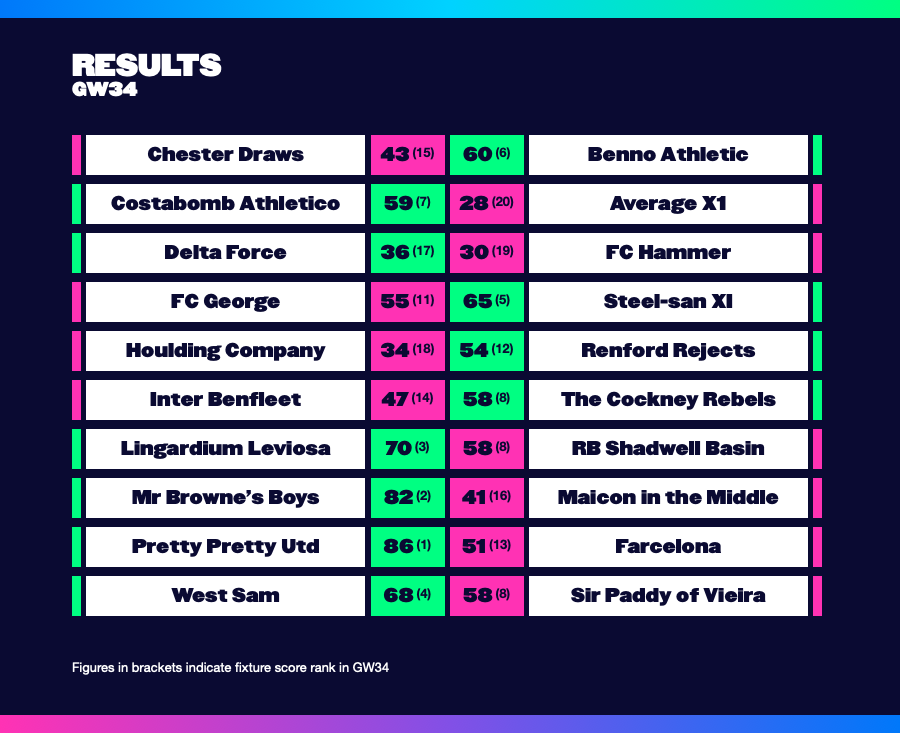 RESULTS
GW34
Chester Draws 43 (15) 60 (6) Benno Athletic
Costabomb Athletico 59 (7) 28 (20) Average X1
Delta Force 36 (17) 30 (19) FC Hammer
FC George 55 (11) 65 (5) Steel-san XI
Houlding Company 34 (18) 54 (12) Renford Rejects
Inter Benfleet 47 (14) 58 (8) The Cockney Rebels
Lingardium Leviosa 70 (3) 58 (8) RB Shadwell Basin
Mr Browne’s Boys 82 (2) 41 (16) Maicon in the Middle
Pretty Pretty Utd 86 (1) 51 (13) Farcelona
West Sam 68 (4) 58 (8) Sir Paddy of Vieira
Figures in brackets indicate fixture score rank in GW34